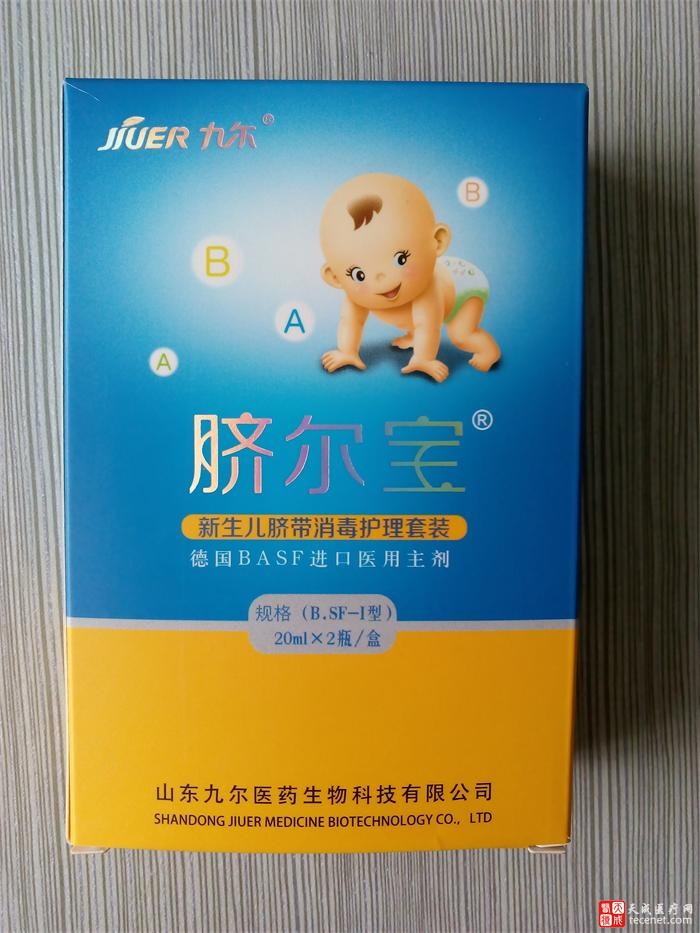 JIUER 九尔®
B
B
A
A
脐尔宝®
新生儿脐带消毒护理套装
德国BASF进口医用主剂
规格（B.SF-I型）
20ml×2瓶/盒
山东九尔医药生物科技有限公司
SHANDONG JIUER MEDICINE BIOTECHNOLOGY CO., LTD
天成医疗网
tecenet.com